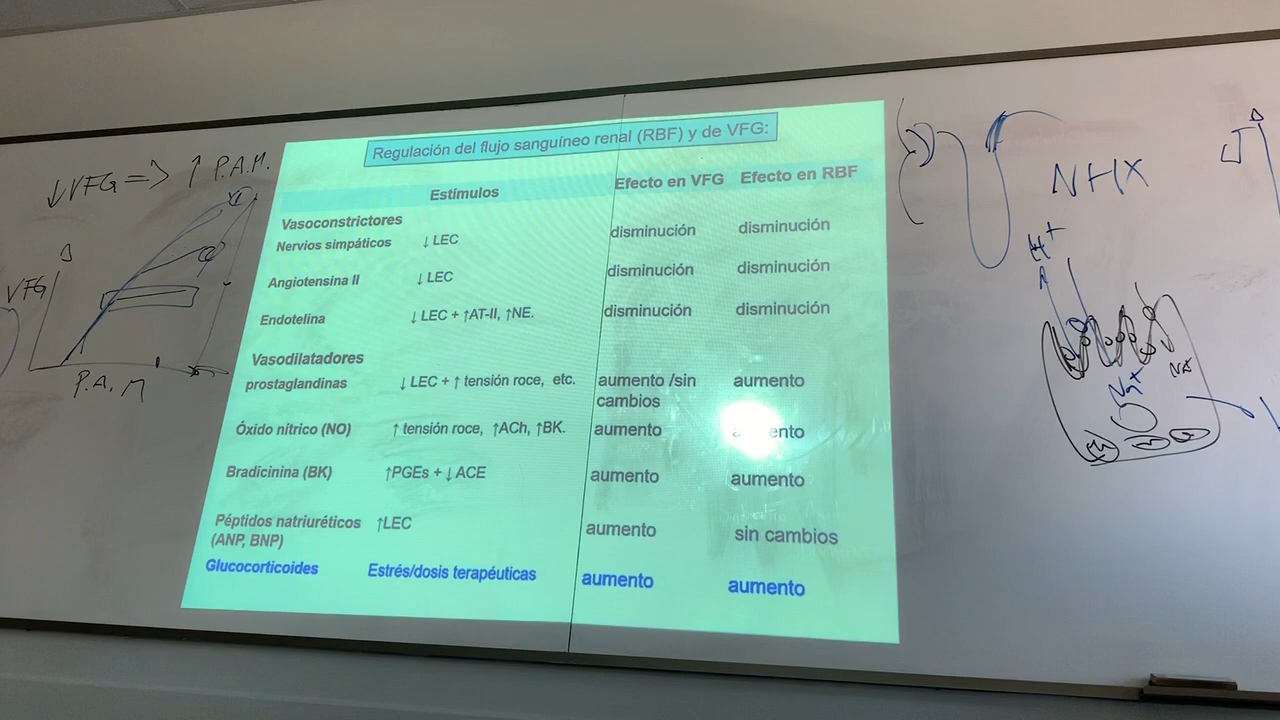 Regulación del flujo sanguíneo renal (RBF) y de VFG:
Estímulos Efecto en VFG Efecto en RBF
Vasoconstrictores
Nervios simpáticos ↓ LEC disminución disminución
Angiotensina II ↓ LEC disminución disminución
Endotelina ↓ LEC + ↑AT-II, ↑NE. disminución disminución
Vasodilatadores
prostaglandinas ↓ LEC + ↑ tensión roce, etc. aumento /sin cambios aumento
Óxido nítrico (NO) ↑ tensión roce, ↑ACh, ↑BK. aumento
Bradicinina (BK) ↑PGEs + ↓ ACE aumento aumento
Péptidos natriuréticos (ANP, BNP) ↑LEC aumento sin cambios
Glucocorticoides Estrés/dosis terapéuticas aumento aumento
↓VFG => ↑ P.A.M.
VFG
P.A.M
NHX
H+